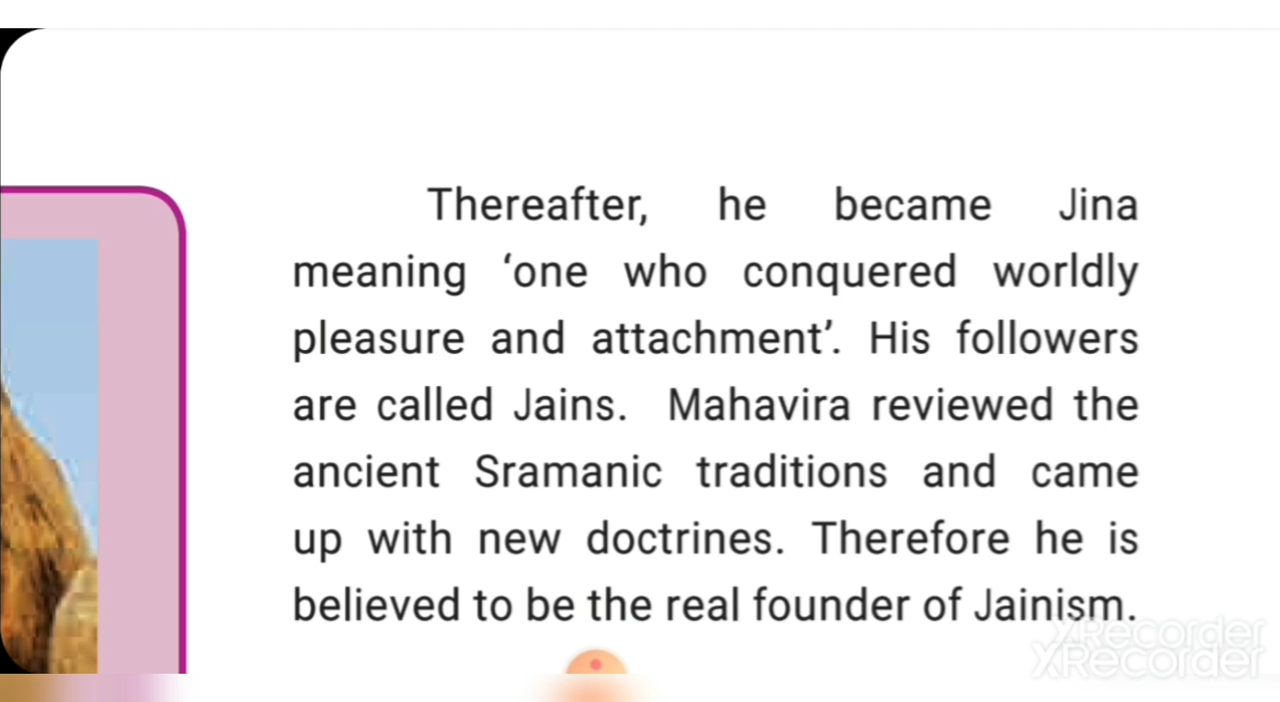 Thereafter, he became Jina
meaning ‘one who conquered worldly
pleasure and attachment’. His followers
are called Jains. Mahavira reviewed the
ancient Sramanic traditions and came
up with new doctrines. Therefore he is
believed to be the real founder of Jainism.
XRecorder
XRecorder